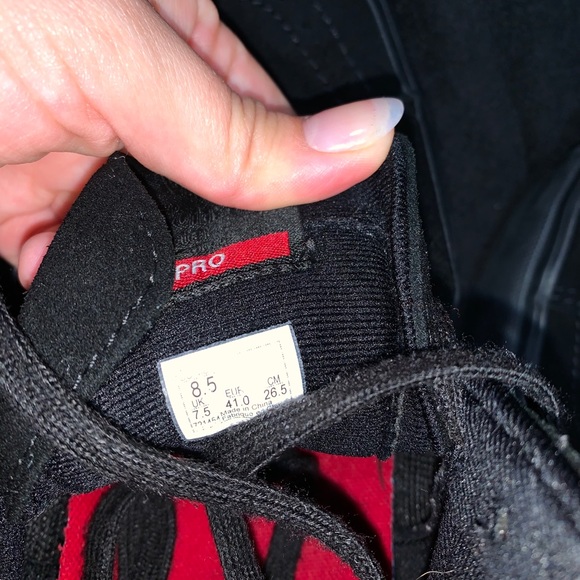 PRO
8.5
UK EUR CM
7.5 41.0 26.5
Made in China